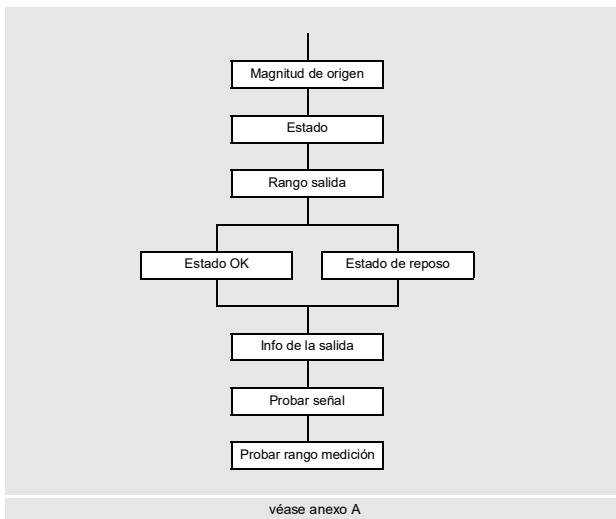 Magnitud de origen
Estado
Rango salida
Estado OK
Estado de reposo
Info de la salida
Probar señal
Probar rango medición
véase anexo A